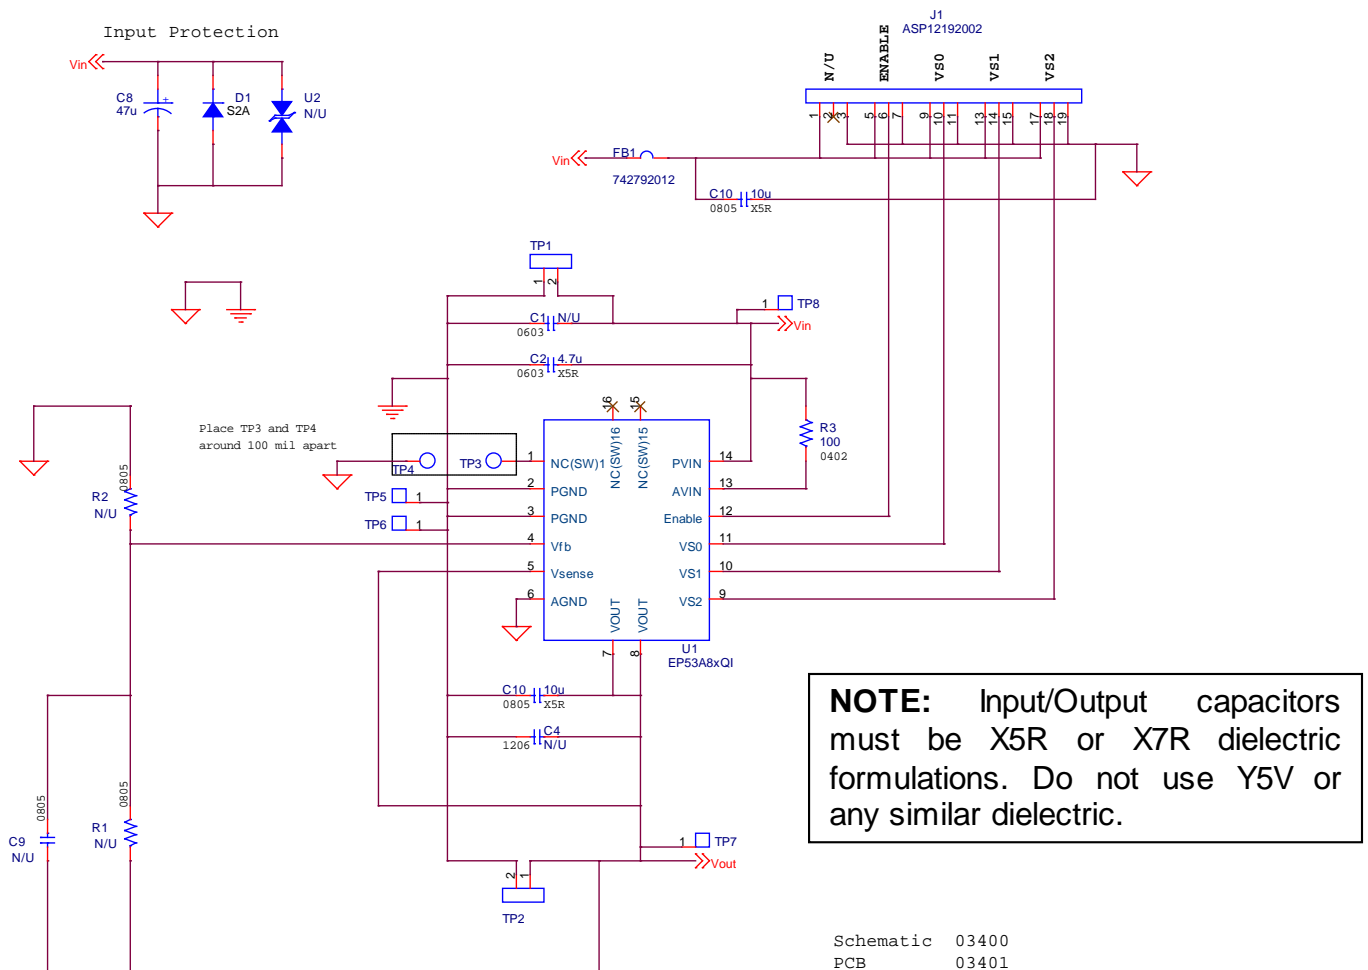 Input Protection
J1
ASP12192002
N/U
ENABLE
VS0
VS1
VS2
Vin
C8
47u
+
D1
S2A
U2
N/U
1
2
3
5
6
7
9
10
11
13
14
15
17
18
19
Vin
FB1
742792012
C10
10u
0805
X5R
TP1
1
2
1
TP8
Vin
C1
N/U
0603
C2
4.7u
0603
X5R
R3
100
0402
Place TP3 and TP4
around 100 mil apart
TP4
TP3
TP5
1
TP6
1
16
15
NC(SW)16
NC(SW)15
1
NC(SW)1
2
PGND
3
PGND
4
Vfb
5
Vsense
6
AGND
PVIN
14
AVIN
13
Enable
12
VS0
11
VS1
10
VS2
9
VOUT
VOUT
7
8
U1
EP53A8xQI
0805
R2
N/U
C10
10u
0805
X5R
C4
1206
N/U
NOTE: Input/Output capacitors
must be X5R or X7R dielectric
formulations. Do not use Y5V or
any similar dielectric.
0805
C9
N/U
0805
R1
N/U
1
TP7
Vout
2
1
TP2
Schematic 03400
PCB 03401